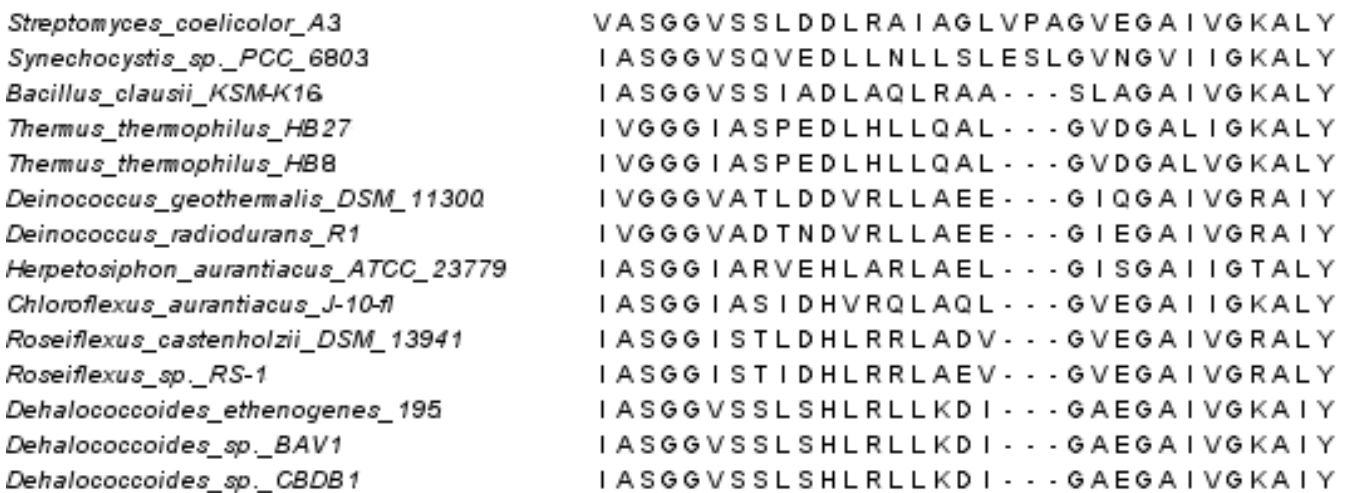 Streptomyces_coelicolor_A3 VASGGVSSLDDLRAIAGLVPAGVEGAIVGKALY
Synechocystis_sp._PCC_6803 IASGGVSQVEDLLNLLSLESLGVNGVIIGKALY
Bacillus_clausii_KSM-K16 IASGGVSSIADLAQLRAA---SLAGAIVGKALY
Thermus_thermophilus_HB27 IVGGGIASPEDLHLLQAL---GVDGALIGKALY
Thermus_thermophilus_HB8 IVGGGIASPEDLHLLQAL---GVDGALVGKALY
Deinococcus_geothermalis_DSM_11300 IVGGGVATLDDVRLLAEE---GIQGAIVGRAIY
Deinococcus_radiodurans_R1 IVGGGVADTNDVRLLAEE---GIEGAIVGRAIY
Herpetosiphon_aurantiacus_ATCC_23779 IASGGIARVEHLARLAEL---GISGAIIGTALY
Chloroflexus_aurantiacus_J-10-fl IASGGIASIDHVRQLAQL---GVEGAIIGKALY
Roseiflexus_castenholzii_DSM_13941 IASGGISTLDHLRRLADV---GVEGAIVGRALY
Roseiflexus_sp._RS-1 IASGGISTIDHLRRLAEV---GVEGAIVGRALY
Dehalococcoides_ethenogenes_195 IASGGVSSLSHLRLLKDI---GAEGAIVGKAIY
Dehalococcoides_sp._BAV1 IASGGVSSLSHLRLLKDI---GAEGAIVGKAIY
Dehalococcoides_sp._CBDB1 IASGGVSSLSHLRLLKDI---GAEGAIVGKAIY